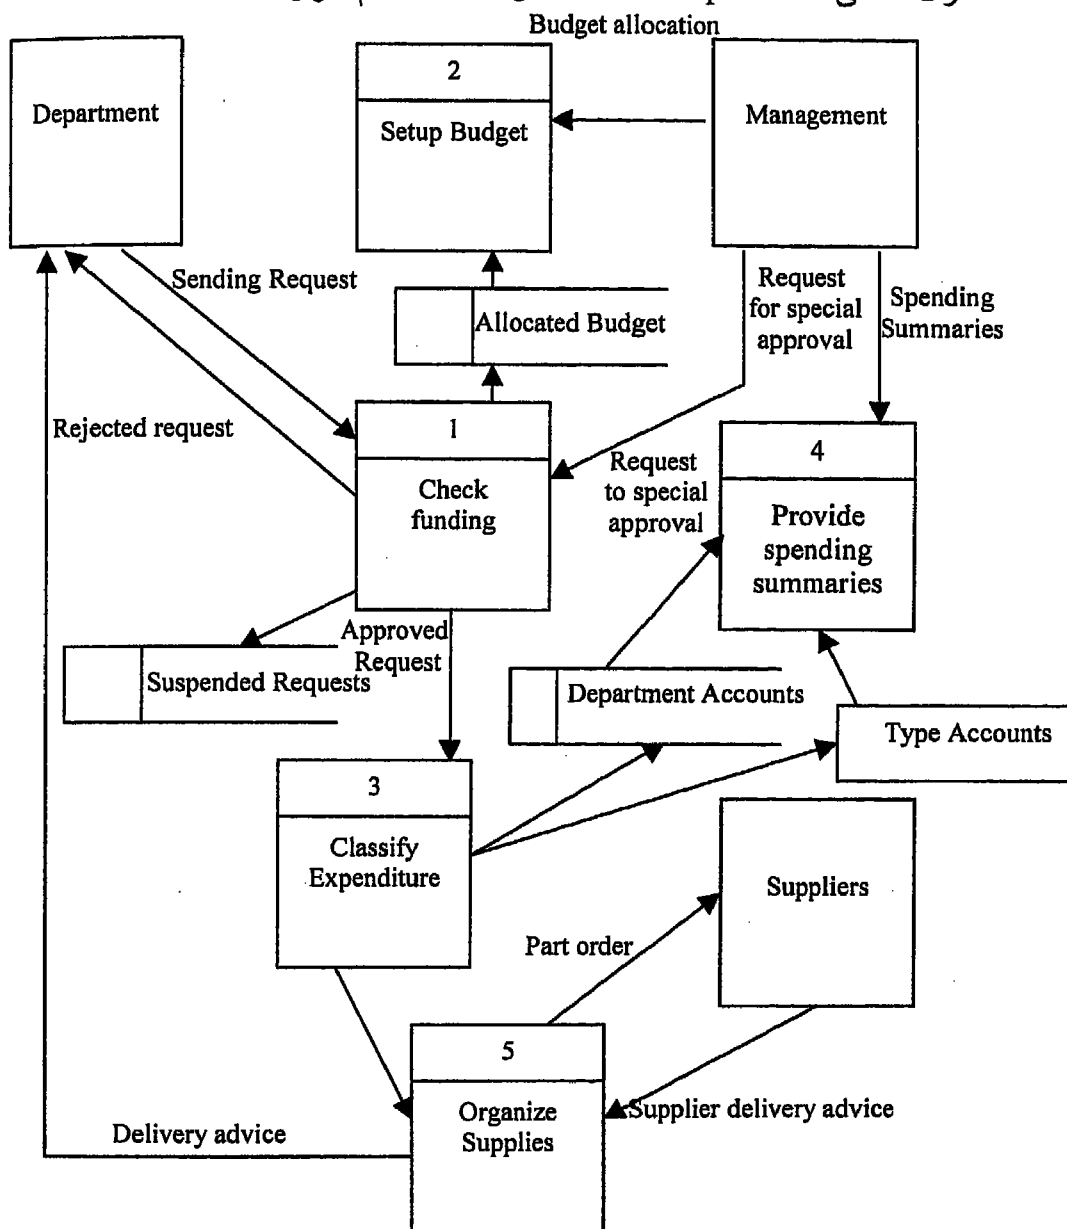 Budget allocation
2
Department
Setup Budget
Management
Sending Request
Request
for special
approval
Spending
Summaries
Allocated Budget
Rejected request
1
Check
funding
Request
to special
approval
4
Provide
spending
summaries
Approved
Request
Suspended Requests
Department Accounts
Type Accounts
3
Classify
Expenditure
Suppliers
Part order
5
Organize
Supplies
Supplier delivery advice
Delivery advice